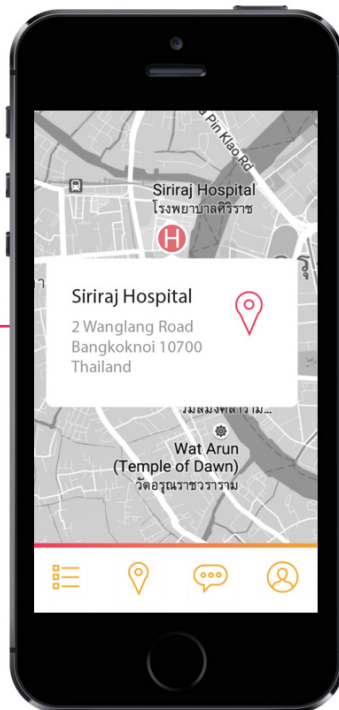 Pin Klao Rd
Siriraj Hospital
โรงพยาบาลศิริราช
H
Siriraj Hospital
2 Wanglang Road
Bangkoknoi 10700
Thailand
Wat Arun
(Temple of Dawn)
วัดอรุณราชวราราม